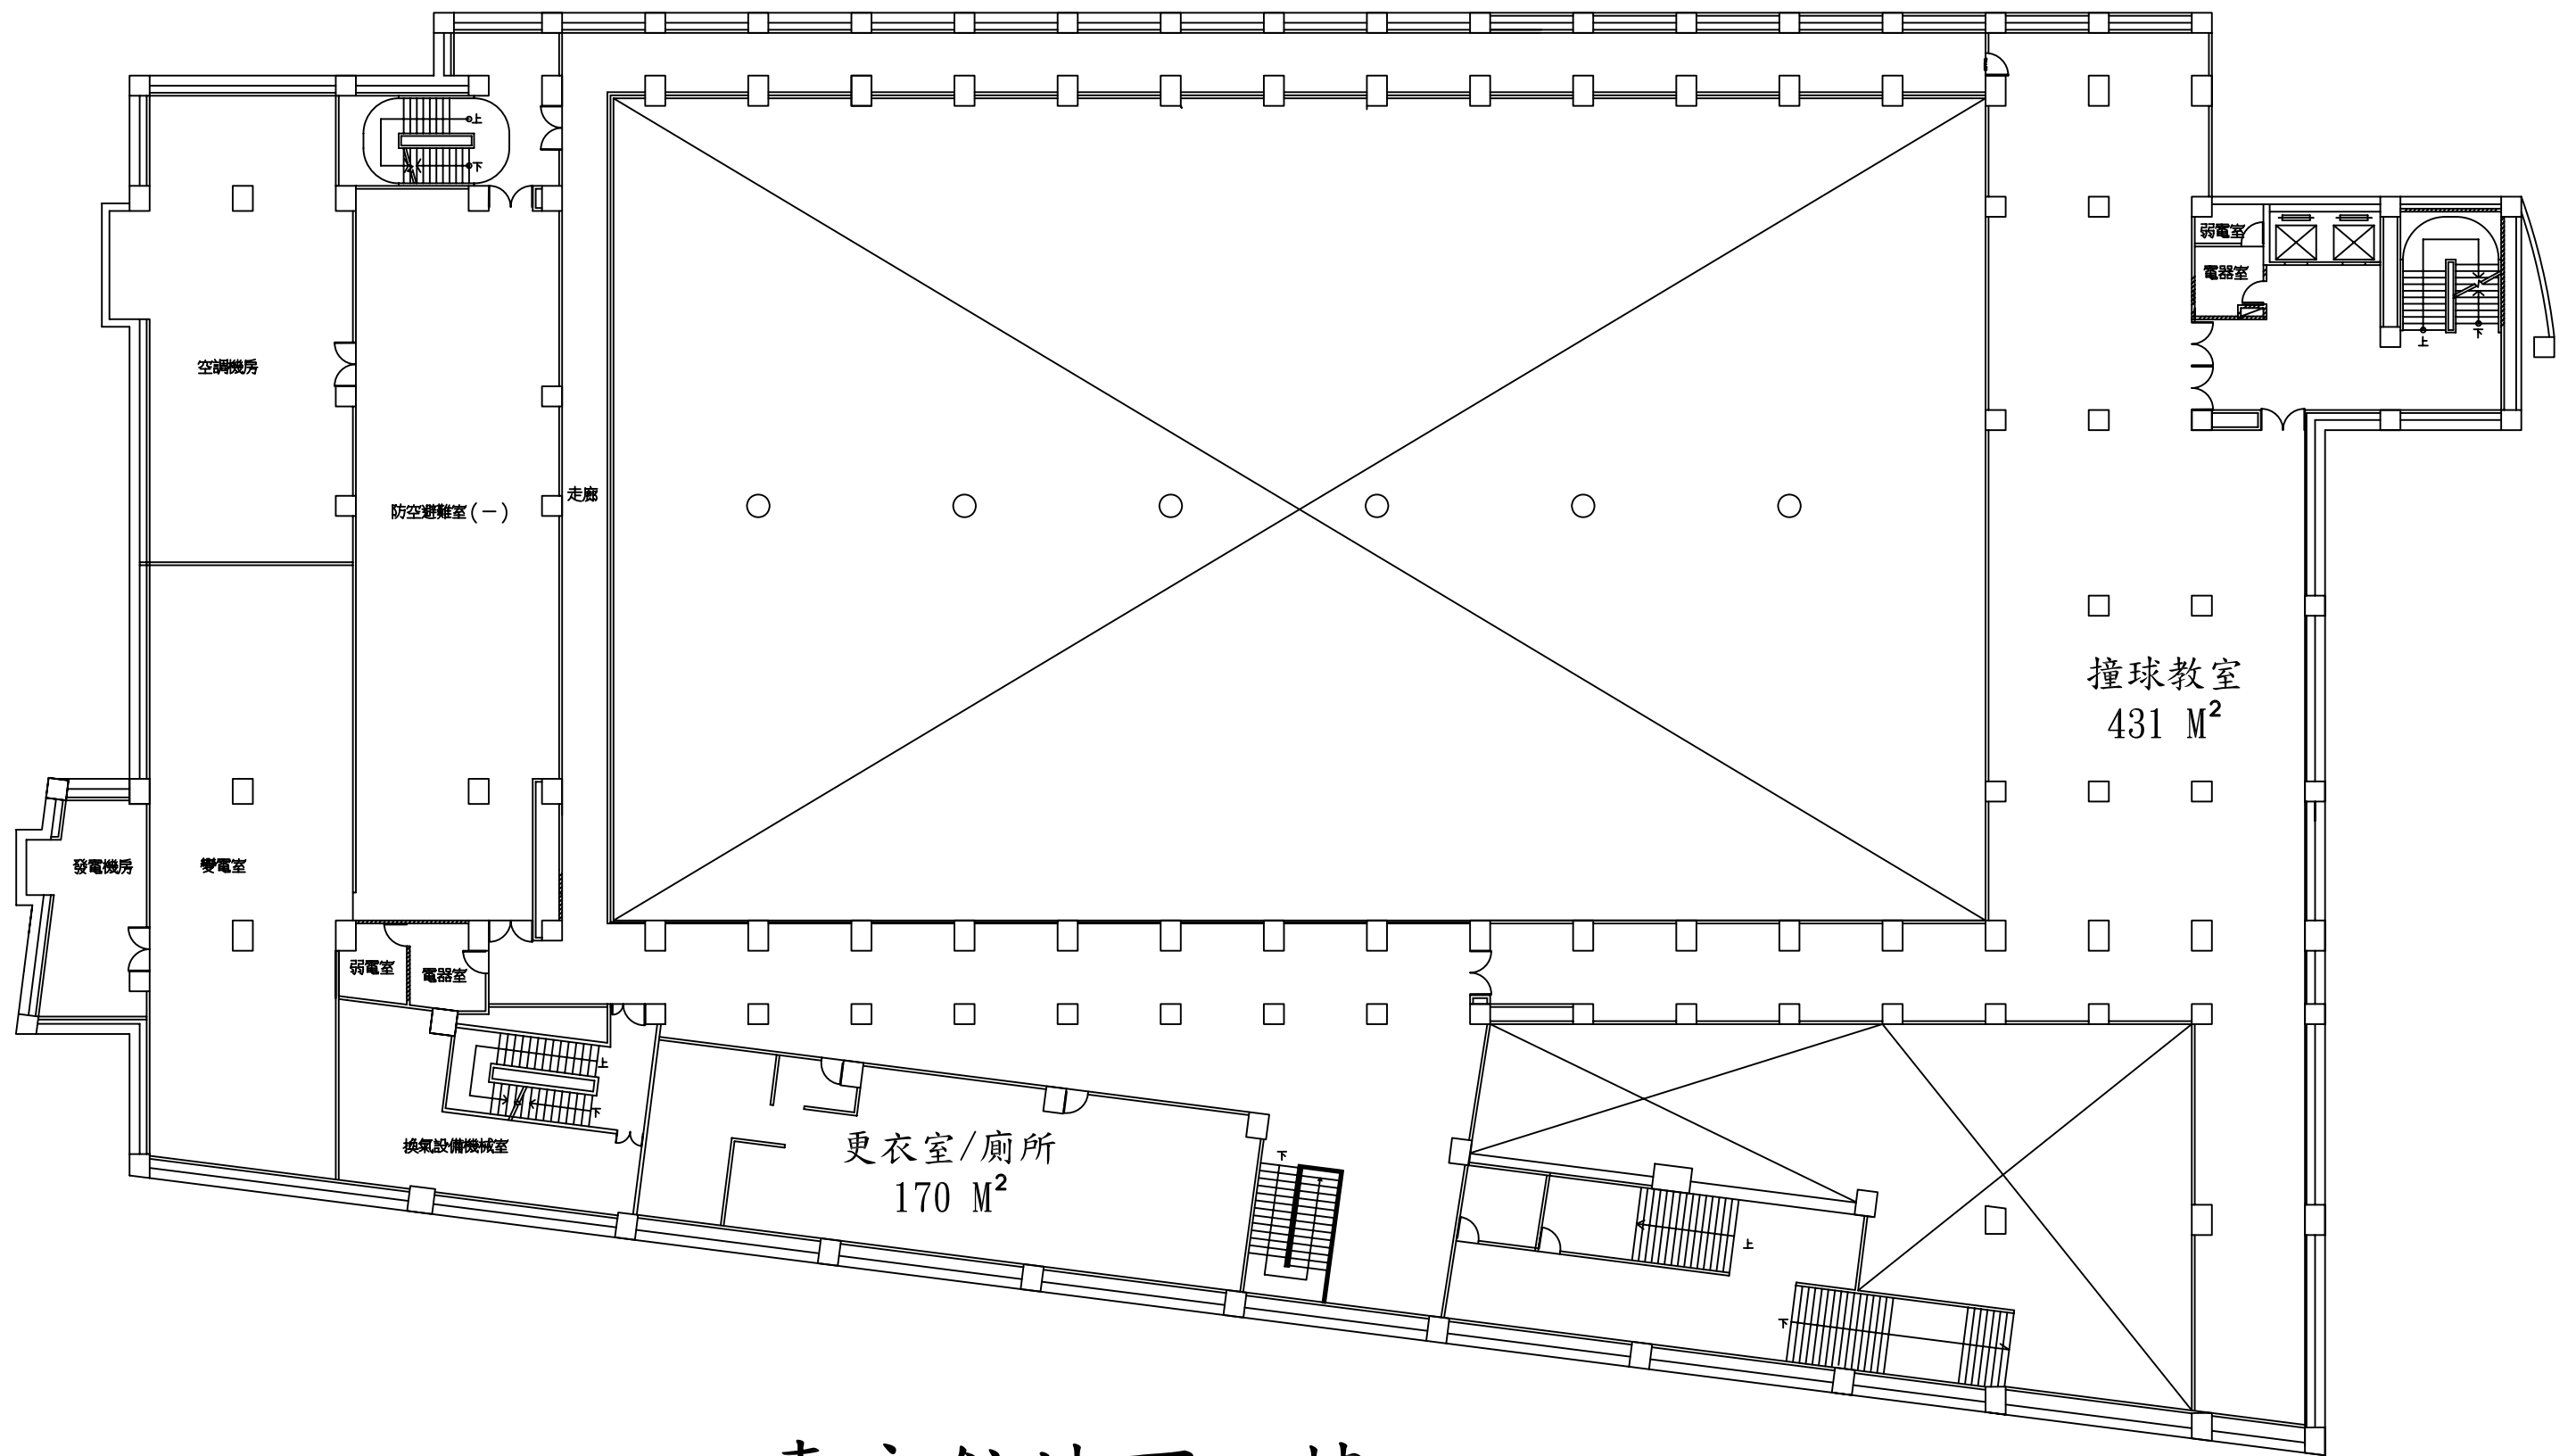 上
下
弱電室
電器室
上
下
空調機房
防空避難室(一)
走廊
撞球教室
431 M²
發電機房
變電室
弱電室
電器室
上
下
換氣設備機械室
更衣室/廁所
170 M²
下
上
下